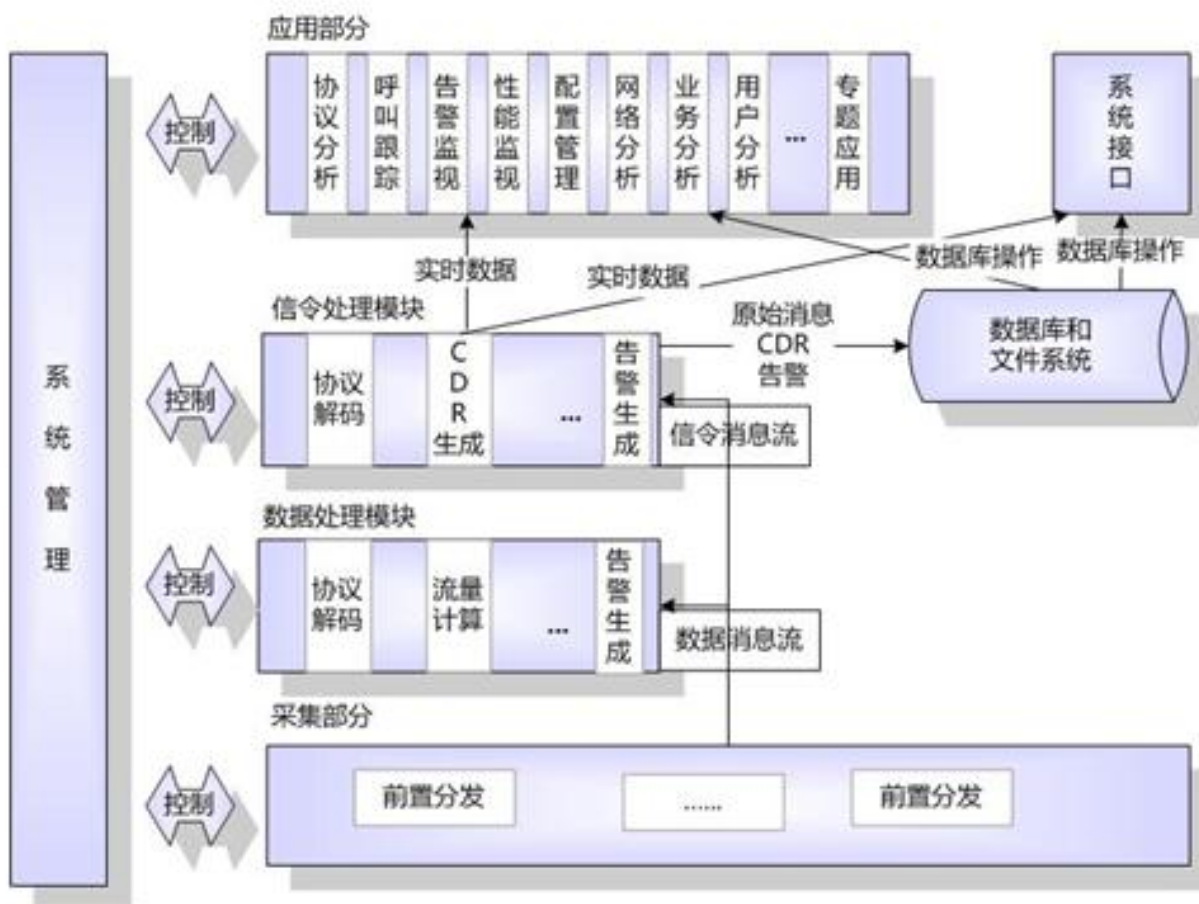 应用部分
系统管理
控制
协议分析
呼叫跟踪
告警监视
性能监视
配置管理
网络分析
业务分析
用户分析
...
专题应用
系统接口
实时数据
实时数据
数据库操作
数据库操作
信令处理模块
控制
协议
解码
CDR
生成
...
告警生成
原始消息
CDR
告警
数据库和
文件系统
信令消息流
数据处理模块
控制
协议
解码
流量
计算
...
告警生成
数据消息流
采集部分
控制
前置分发
......
前置分发